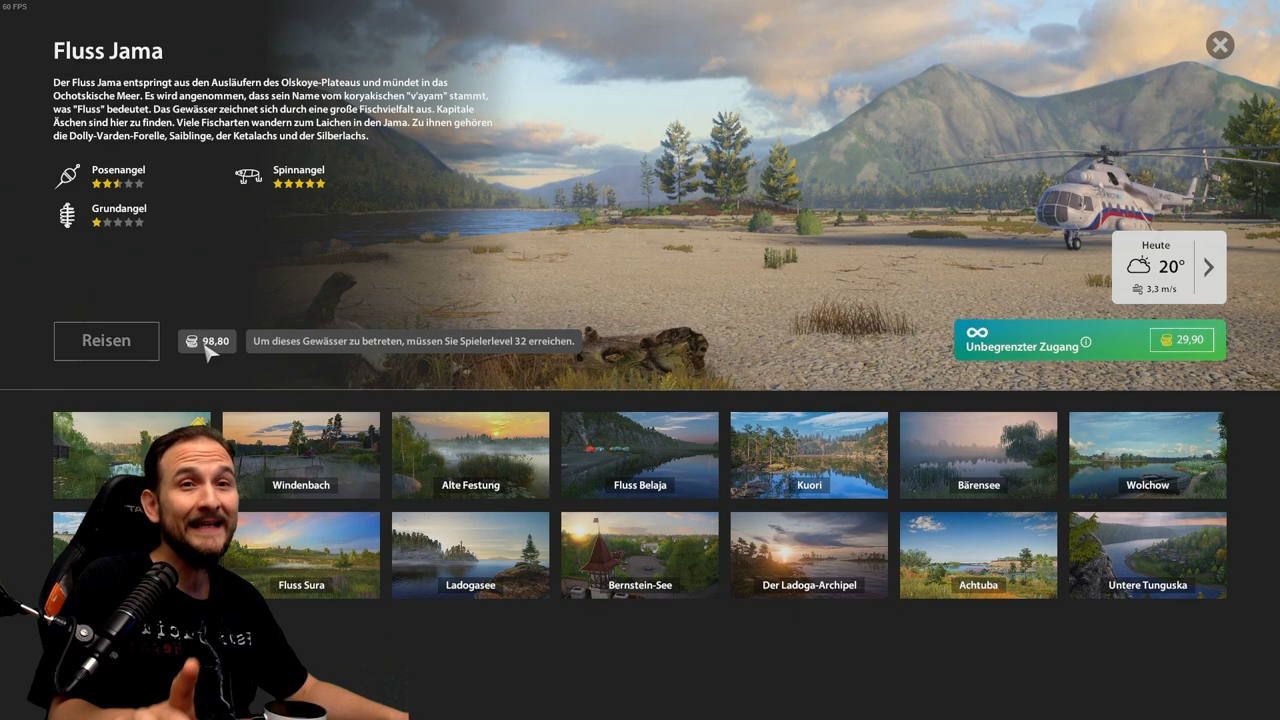 60 FPS
Fluss Jama
Der Fluss Jama entspringt aus den Ausläufern des Olskoye-Plateaus und mündet in das
Ochotskische Meer. Es wird angenommen, dass sein Name vom koryakischen "v'ayam" stammt,
was "Fluss" bedeutet. Das Gewässer zeichnet sich durch eine große Fischvielfalt aus. Kapitale
Äschen sind hier zu finden. Viele Fischarten wandern zum Laichen in den Jama. Zu ihnen gehören
die Dolly-Varden-Forelle, Saiblinge, der Ketalachs und der Silberlachs.
Posenangel
Spinnangel
Grundangel
Heute
20°
3,3 m/s
Reisen
98,80
Um dieses Gewässer zu betreten, müssen Sie Spielerlevel 32 erreichen.
Unbegrenzter Zugang
29,90
Windenbach
Alte Festung
Fluss Belaja
Kuori
Bärensee
Wolchow
Fluss Sura
Ladogasee
Bernstein-See
Der Ladoga-Archipel
Achtuba
Untere Tunguska